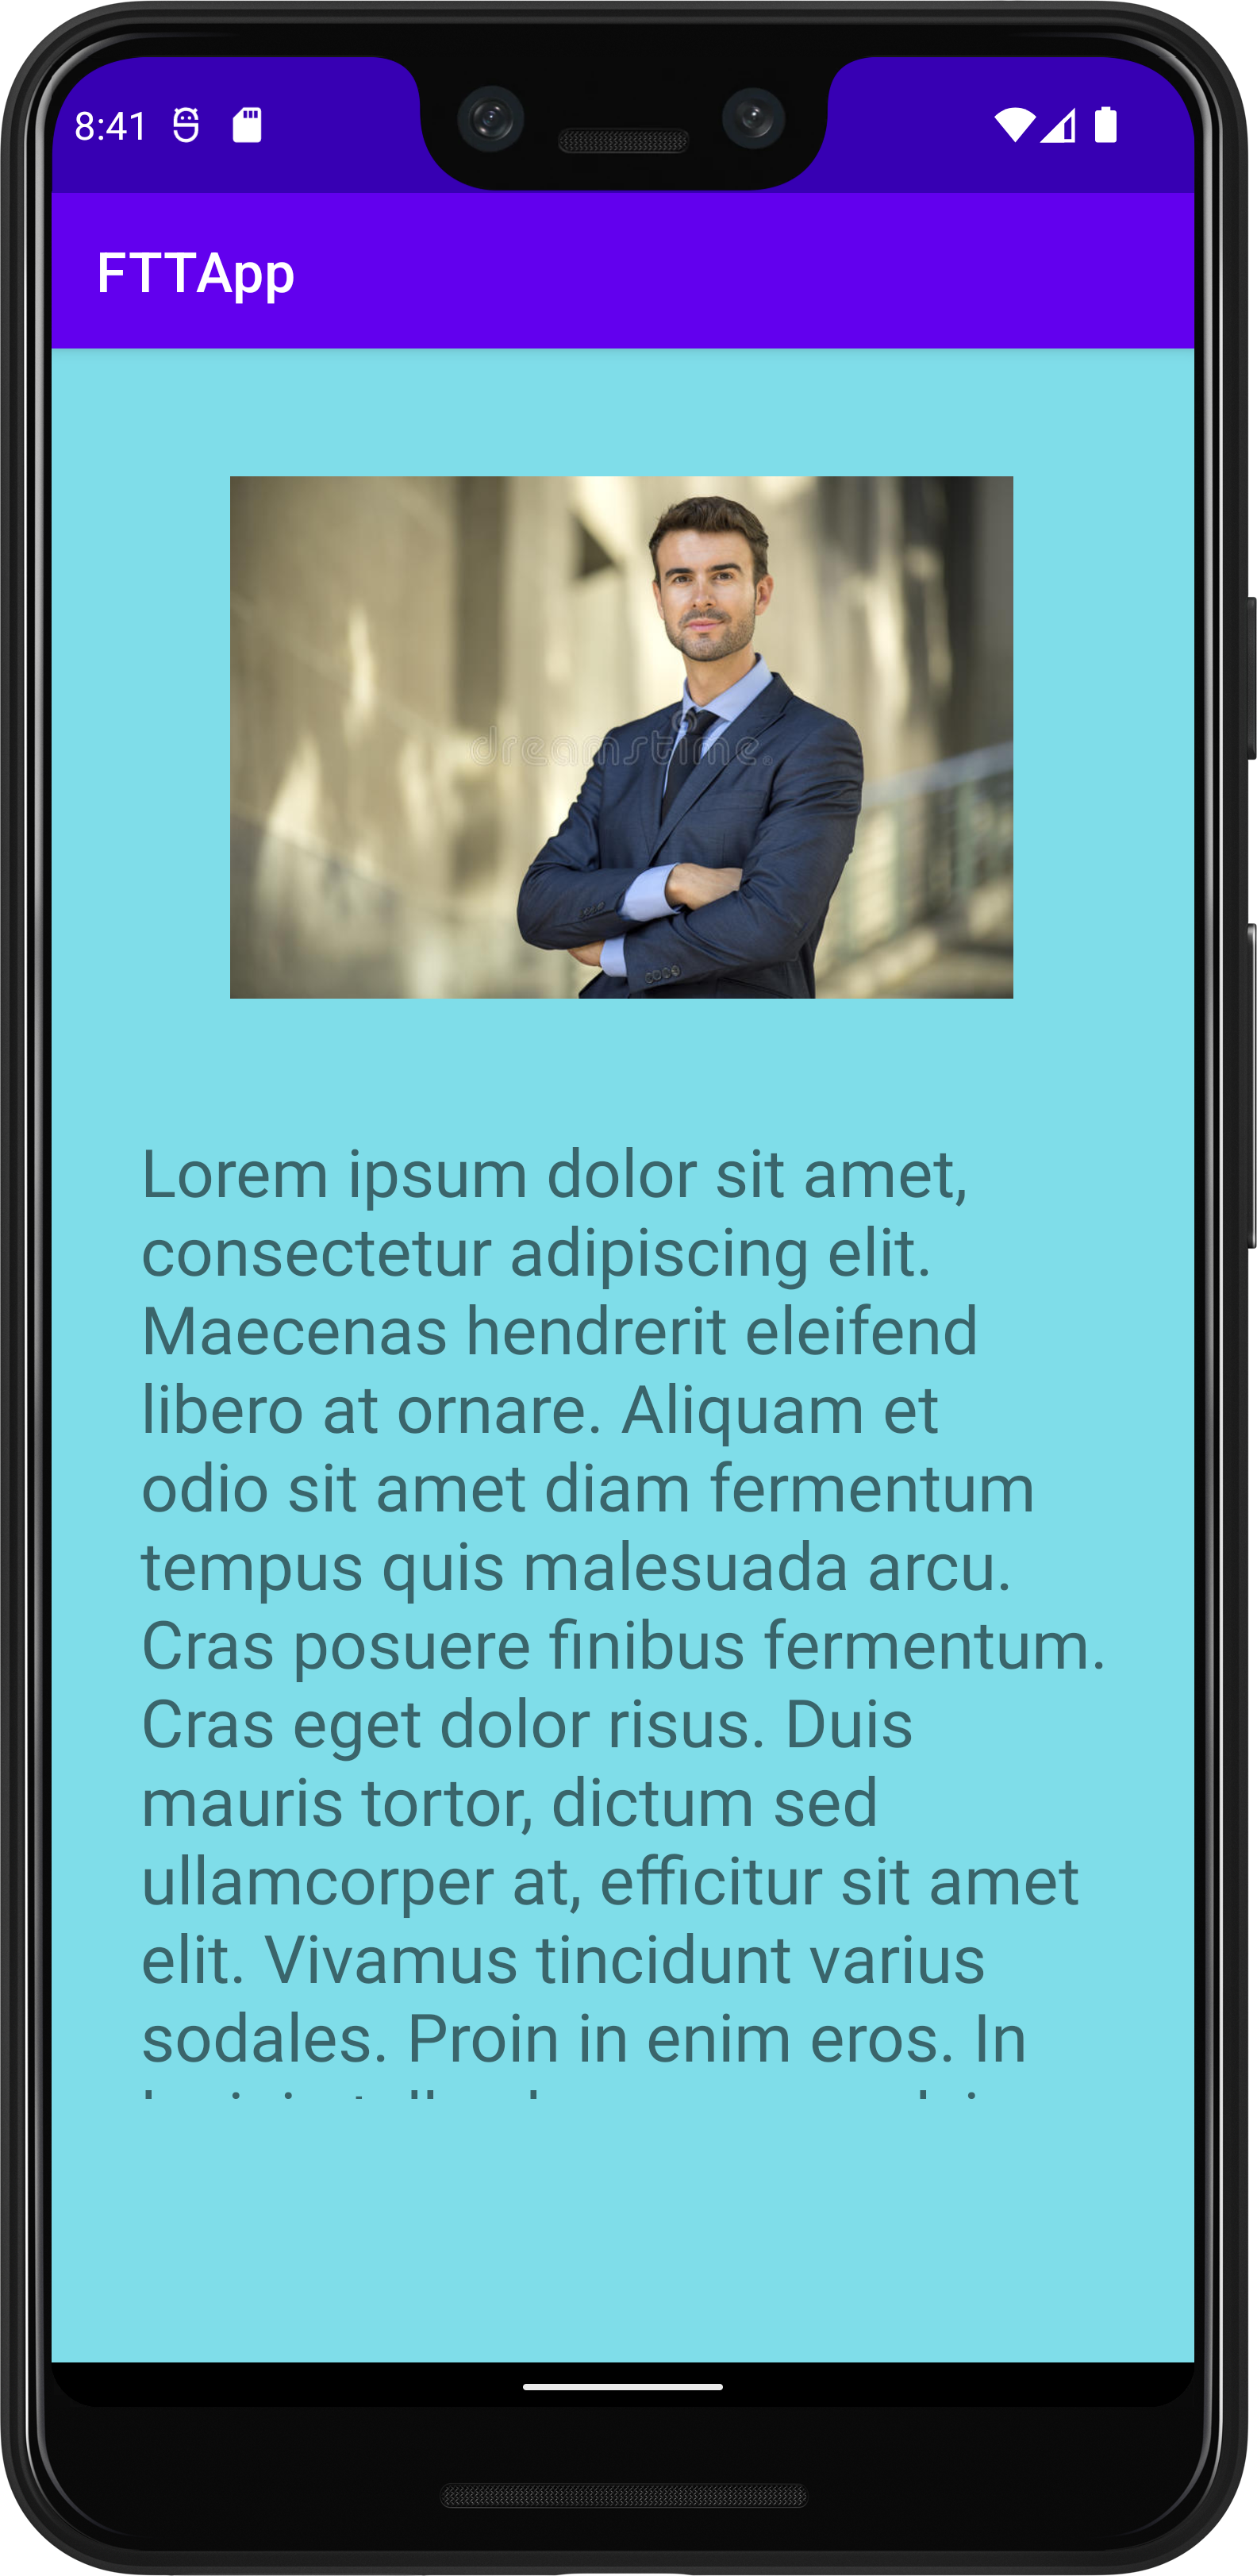 8:41
FTTApp
dreamstime
Lorem ipsum dolor sit amet,
consectetur adipiscing elit.
Maecenas hendrerit eleifend
libero at ornare. Aliquam et
odio sit amet diam fermentum
tempus quis malesuada arcu.
Cras posuere finibus fermentum.
Cras eget dolor risus. Duis
mauris tortor, dictum sed
ullamcorper at, efficitur sit amet
elit. Vivamus tincidunt varius
sodales. Proin in enim eros. In